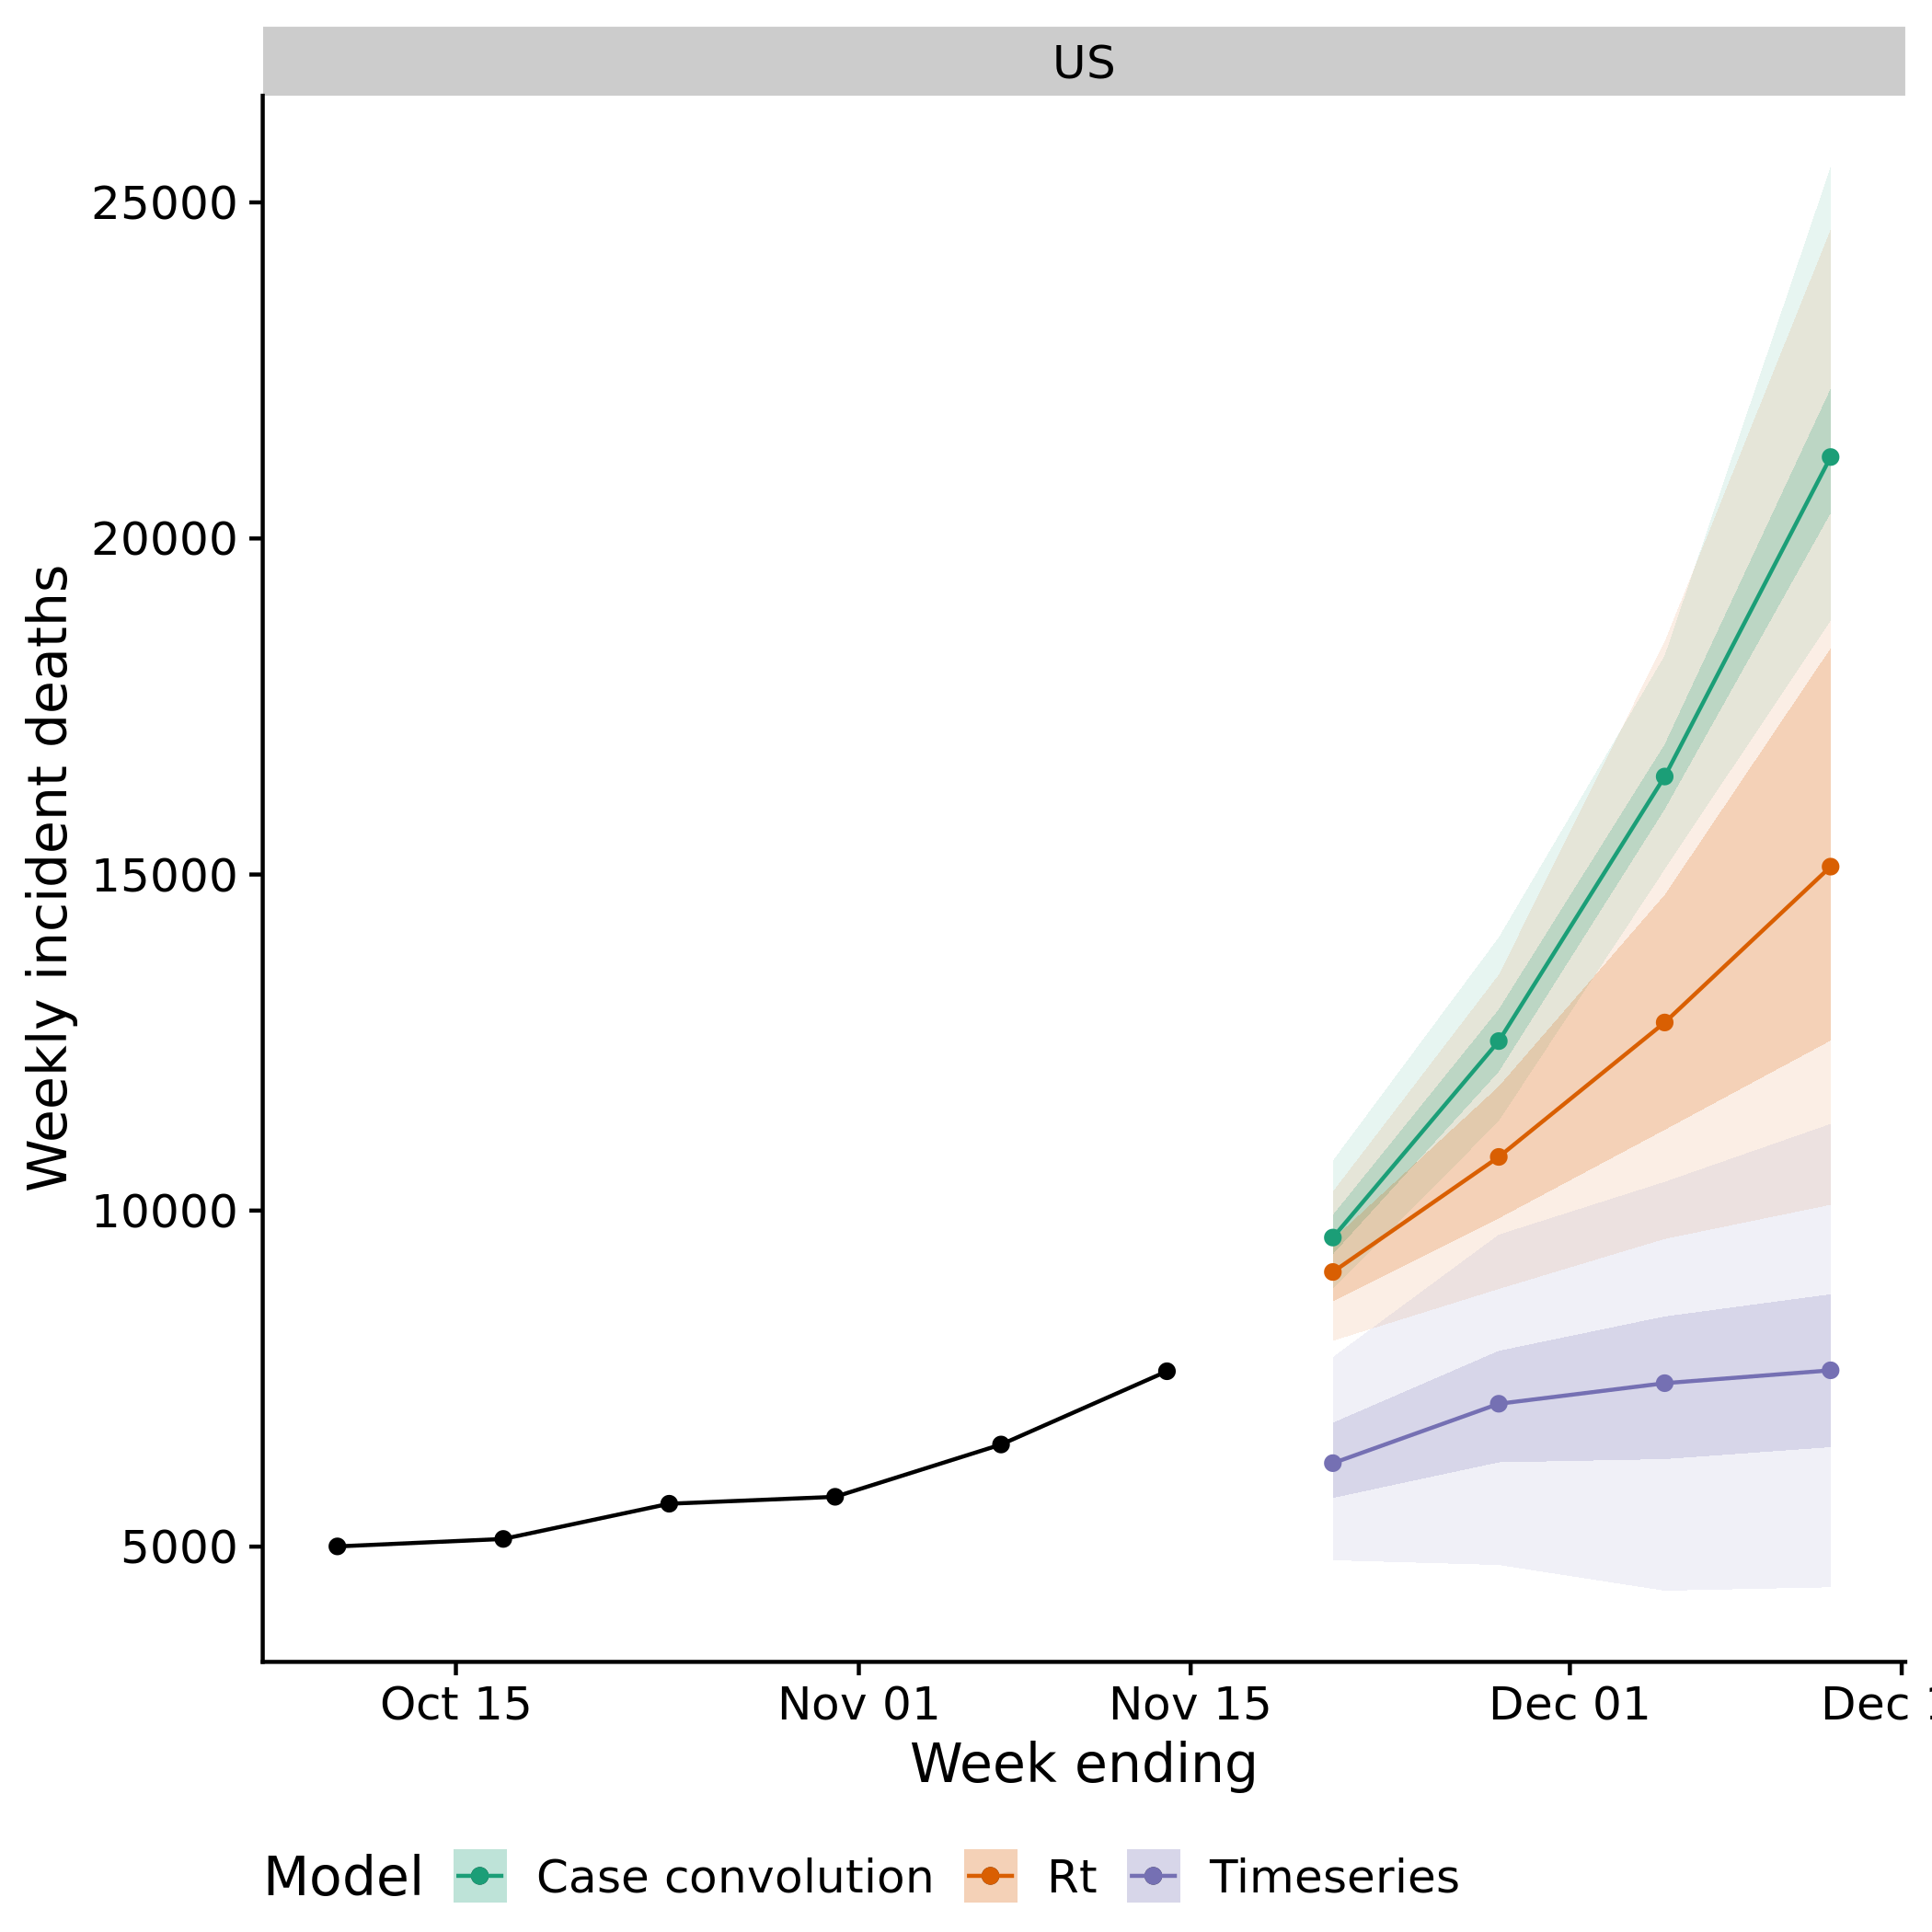 US
Weekly incident deaths
25000
20000
15000
10000
5000
Oct 15
Nov 01
Nov 15
Dec 01
Dec
Week ending
Model
Case convolution
Rt
Timeseries